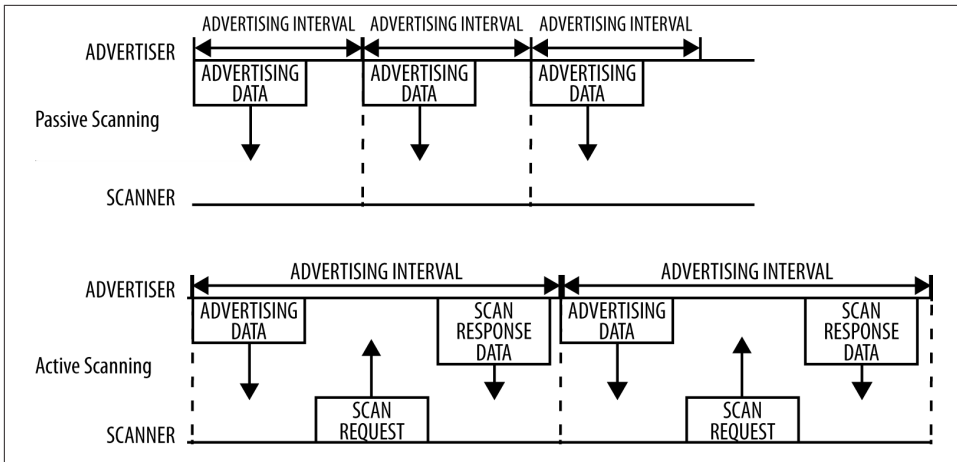 ADVERTISING INTERVAL ADVERTISING INTERVAL ADVERTISING INTERVAL
ADVERTISER
ADVERTISING DATA
ADVERTISING DATA
ADVERTISING DATA
Passive Scanning
SCANNER
ADVERTISING INTERVAL ADVERTISING INTERVAL
ADVERTISER
ADVERTISING DATA
SCAN RESPONSE DATA
ADVERTISING DATA
SCAN RESPONSE DATA
Active Scanning
SCAN REQUEST
SCAN REQUEST
SCANNER